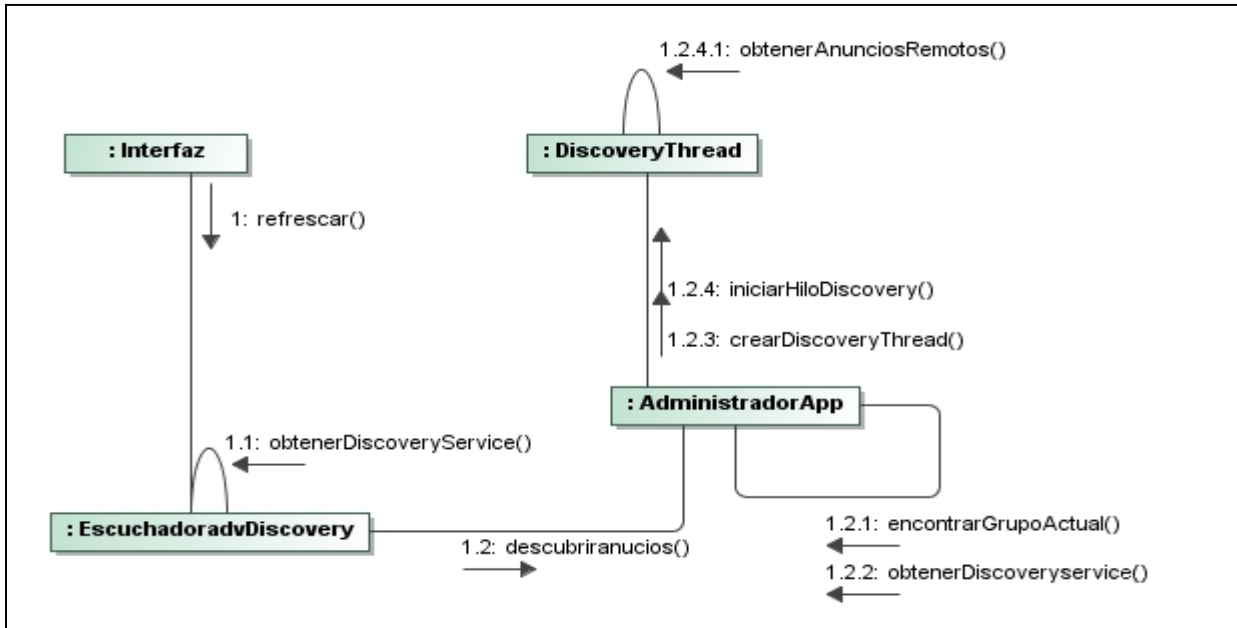 1.2.4.1: obtenerAnunciosRemotos()
: Interfaz
: DiscoveryThread
1: refrescar()
1.2.4: iniciarHiloDiscovery()
1.2.3: crearDiscoveryThread()
: AdministradorApp
1.1: obtenerDiscoveryService()
: EscuchadoradvDiscovery
1.2: descubriranucios()
1.2.1: encontrarGrupoActual()
1.2.2: obtenerDiscoveryservice()